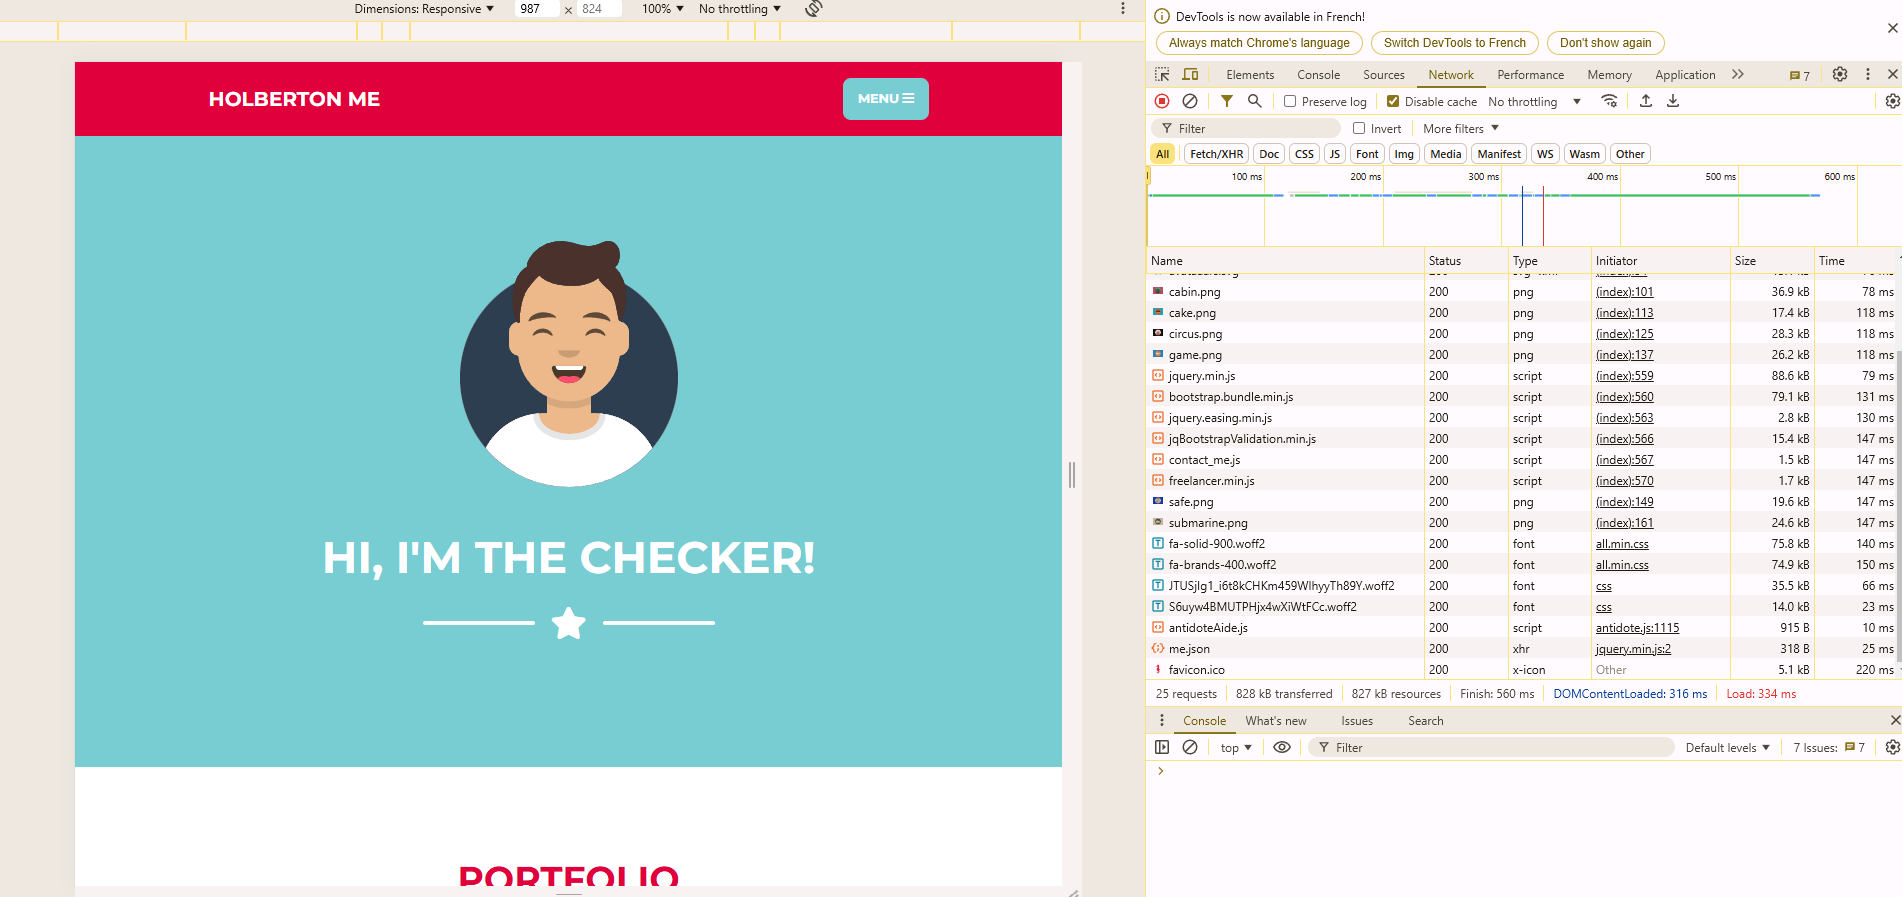 Dimensions: Responsive ▼ 987 × 824 100% ▼ No throttling ▼
HOLBERTON ME
MENU
HI, I'M THE CHECKER!
PORTFOLIO
DevTools is now available in French!
Always match Chrome's language Switch DevTools to French Don't show again
Elements Console Sources Network Performance Memory Application 7
Preserve log Disable cache No throttling
Filter Invert More filters
All Fetch/XHR Doc CSS JS Font Img Media Manifest WS Wasm Other
100 ms 200 ms 300 ms 400 ms 500 ms 600 ms
Name Status Type Initiator Size Time
cabin.png 200 png (index):101 36.9 kB 78 ms
cake.png 200 png (index):113 17.4 kB 118 ms
circus.png 200 png (index):125 28.3 kB 118 ms
game.png 200 png (index):137 26.2 kB 118 ms
jquery.min.js 200 script (index):559 88.6 kB 79 ms
bootstrap.bundle.min.js 200 script (index):560 79.1 kB 131 ms
jquery.easing.min.js 200 script (index):563 2.8 kB 130 ms
jqBootstrapValidation.min.js 200 script (index):566 15.4 kB 147 ms
contact_me.js 200 script (index):567 1.5 kB 147 ms
freelancer.min.js 200 script (index):570 1.7 kB 147 ms
safe.png 200 png (index):149 19.6 kB 147 ms
submarine.png 200 png (index):161 24.6 kB 147 ms
fa-solid-900.woff2 200 font all.min.css 75.8 kB 140 ms
fa-brands-400.woff2 200 font all.min.css 74.9 kB 150 ms
JTUSjIg1_i6t8kCHKm459WlhyyTh89Y.woff2 200 font css 35.5 kB 66 ms
S6uyw4BMUTPHjx4wXiWtFCc.woff2 200 font css 14.0 kB 23 ms
antidoteAide.js 200 script antidote.js:1115 915 B 10 ms
me.json 200 xhr jquery.min.js:2 318 B 25 ms
favicon.ico 200 x-icon Other 5.1 kB 220 ms
25 requests 828 kB transferred 827 kB resources Finish: 560 ms DOMContentLoaded: 316 ms Load: 334 ms
Console What's new Issues Search
top ▼ Filter Default levels ▼ 7 Issues: 7